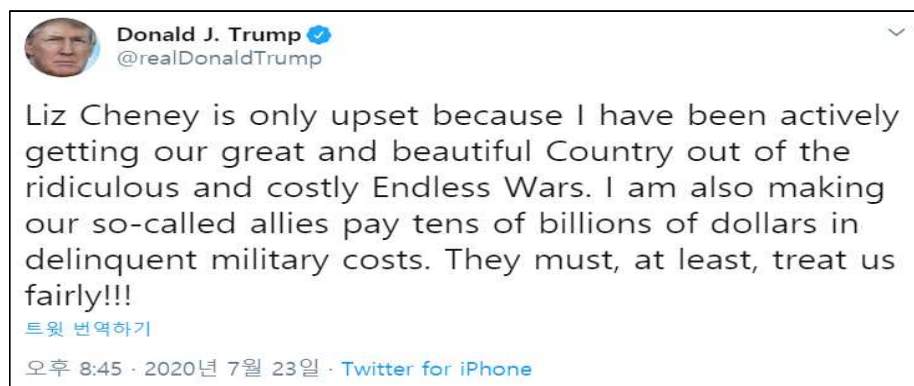 Donald J. Trump
@realDonaldTrump
Liz Cheney is only upset because I have been actively
getting our great and beautiful Country out of the
ridiculous and costly Endless Wars. I am also making
our so-called allies pay tens of billions of dollars in
delinquent military costs. They must, at least, treat us
fairly!!!
트윗 번역하기
오후 8:45 · 2020년 7월 23일 · Twitter for iPhone